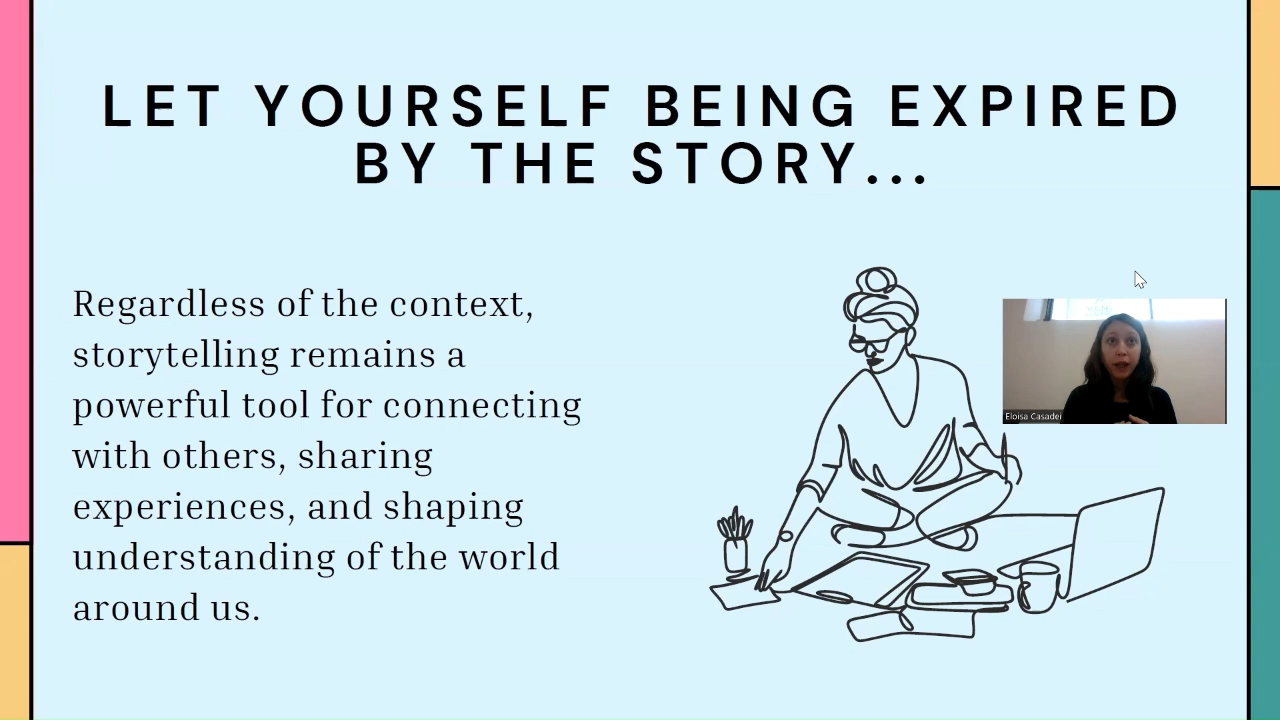 LET YOURSELF BEING EXPIRED
BY THE STORY...
Regardless of the context,
storytelling remains a
powerful tool for connecting
with others, sharing
experiences, and shaping
understanding of the world
around us.
Eloisa Casadei